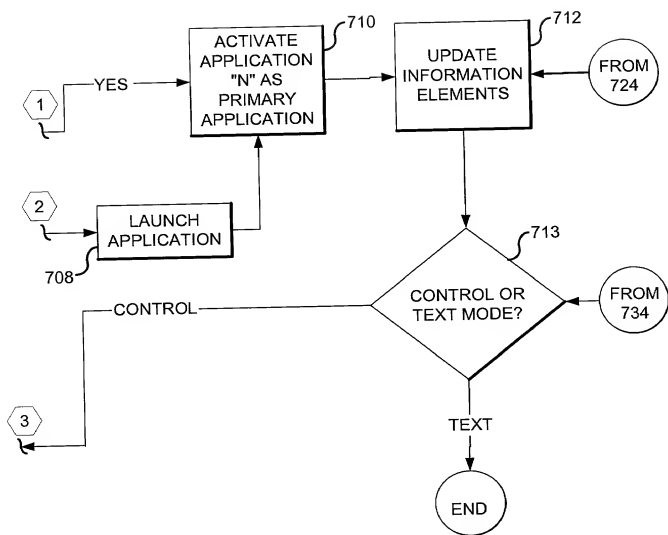 710
ACTIVATE
APPLICATION
"N" AS
PRIMARY
APPLICATION
712
UPDATE
INFORMATION
ELEMENTS
FROM
724
1
YES
2
LAUNCH
APPLICATION
708
713
CONTROL OR
TEXT MODE?
FROM
734
CONTROL
3
TEXT
END